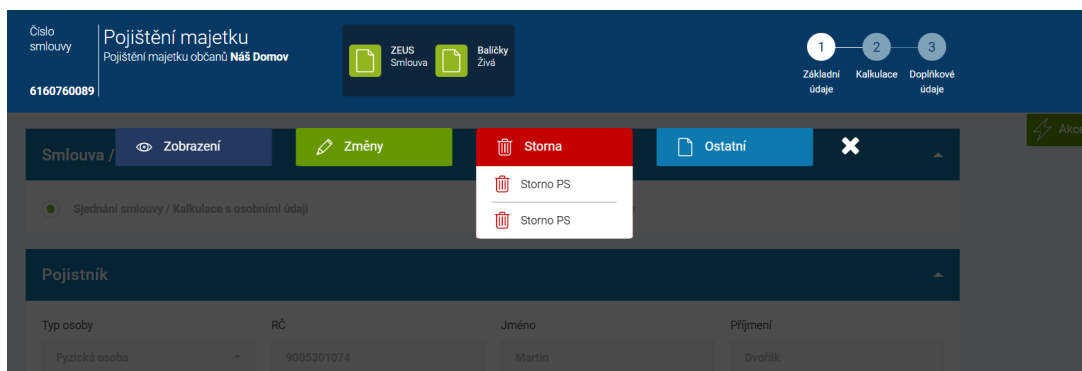 Číslo
smlouvy
6160760089
Pojištění majetku
Pojištění majetku občanů Náš Domov
ZEUS
Smlouva
Balíčky
Živá
1
2
3
Základní
údaje
Kalkulace
Doplňkové
údaje
Smlouva /
Zobrazení
Změny
Storna
Ostatní
Storno PS
Storno PS
Sjednání smlouvy / Kalkulace s osobními údaji
Pojistník
Typ osoby
RČ
Jméno
Příjmení
Fyzická osoba
9005301074
Martin
Dvořák